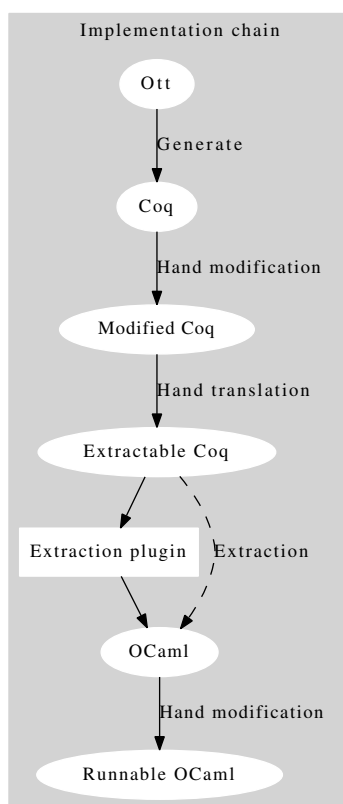 Implementation chain
Ott
Generate
Coq
Hand modification
Modified Coq
Hand translation
Extractable Coq
Extraction plugin
Extraction
OCaml
Hand modification
Runnable OCaml